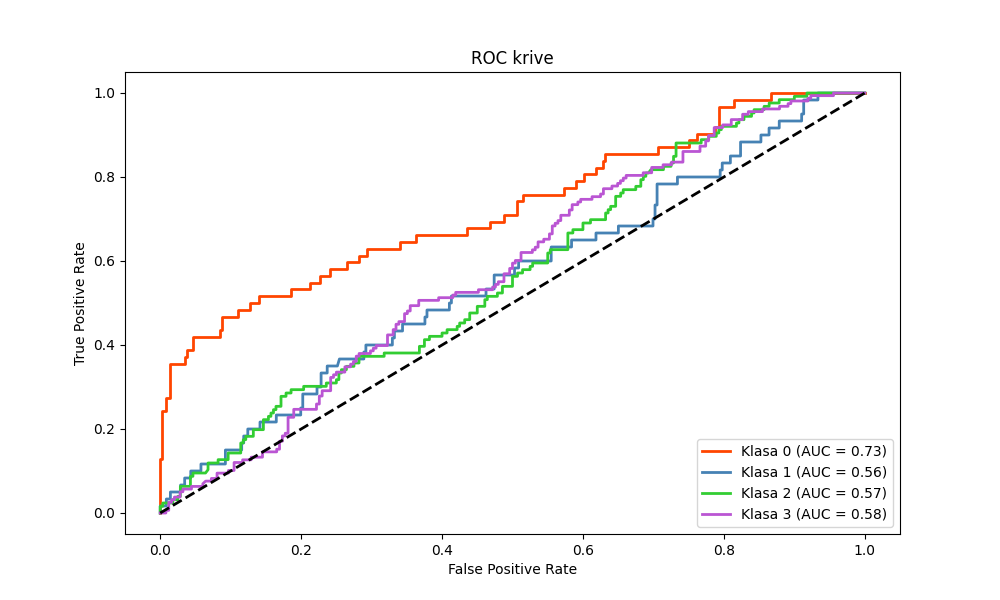 ROC krive
True Positive Rate
1.0
0.8
0.6
0.4
0.2
0.0
Klasa 0 (AUC = 0.73)
Klasa 1 (AUC = 0.56)
Klasa 2 (AUC = 0.57)
Klasa 3 (AUC = 0.58)
0.0 0.2 0.4 0.6 0.8 1.0
False Positive Rate